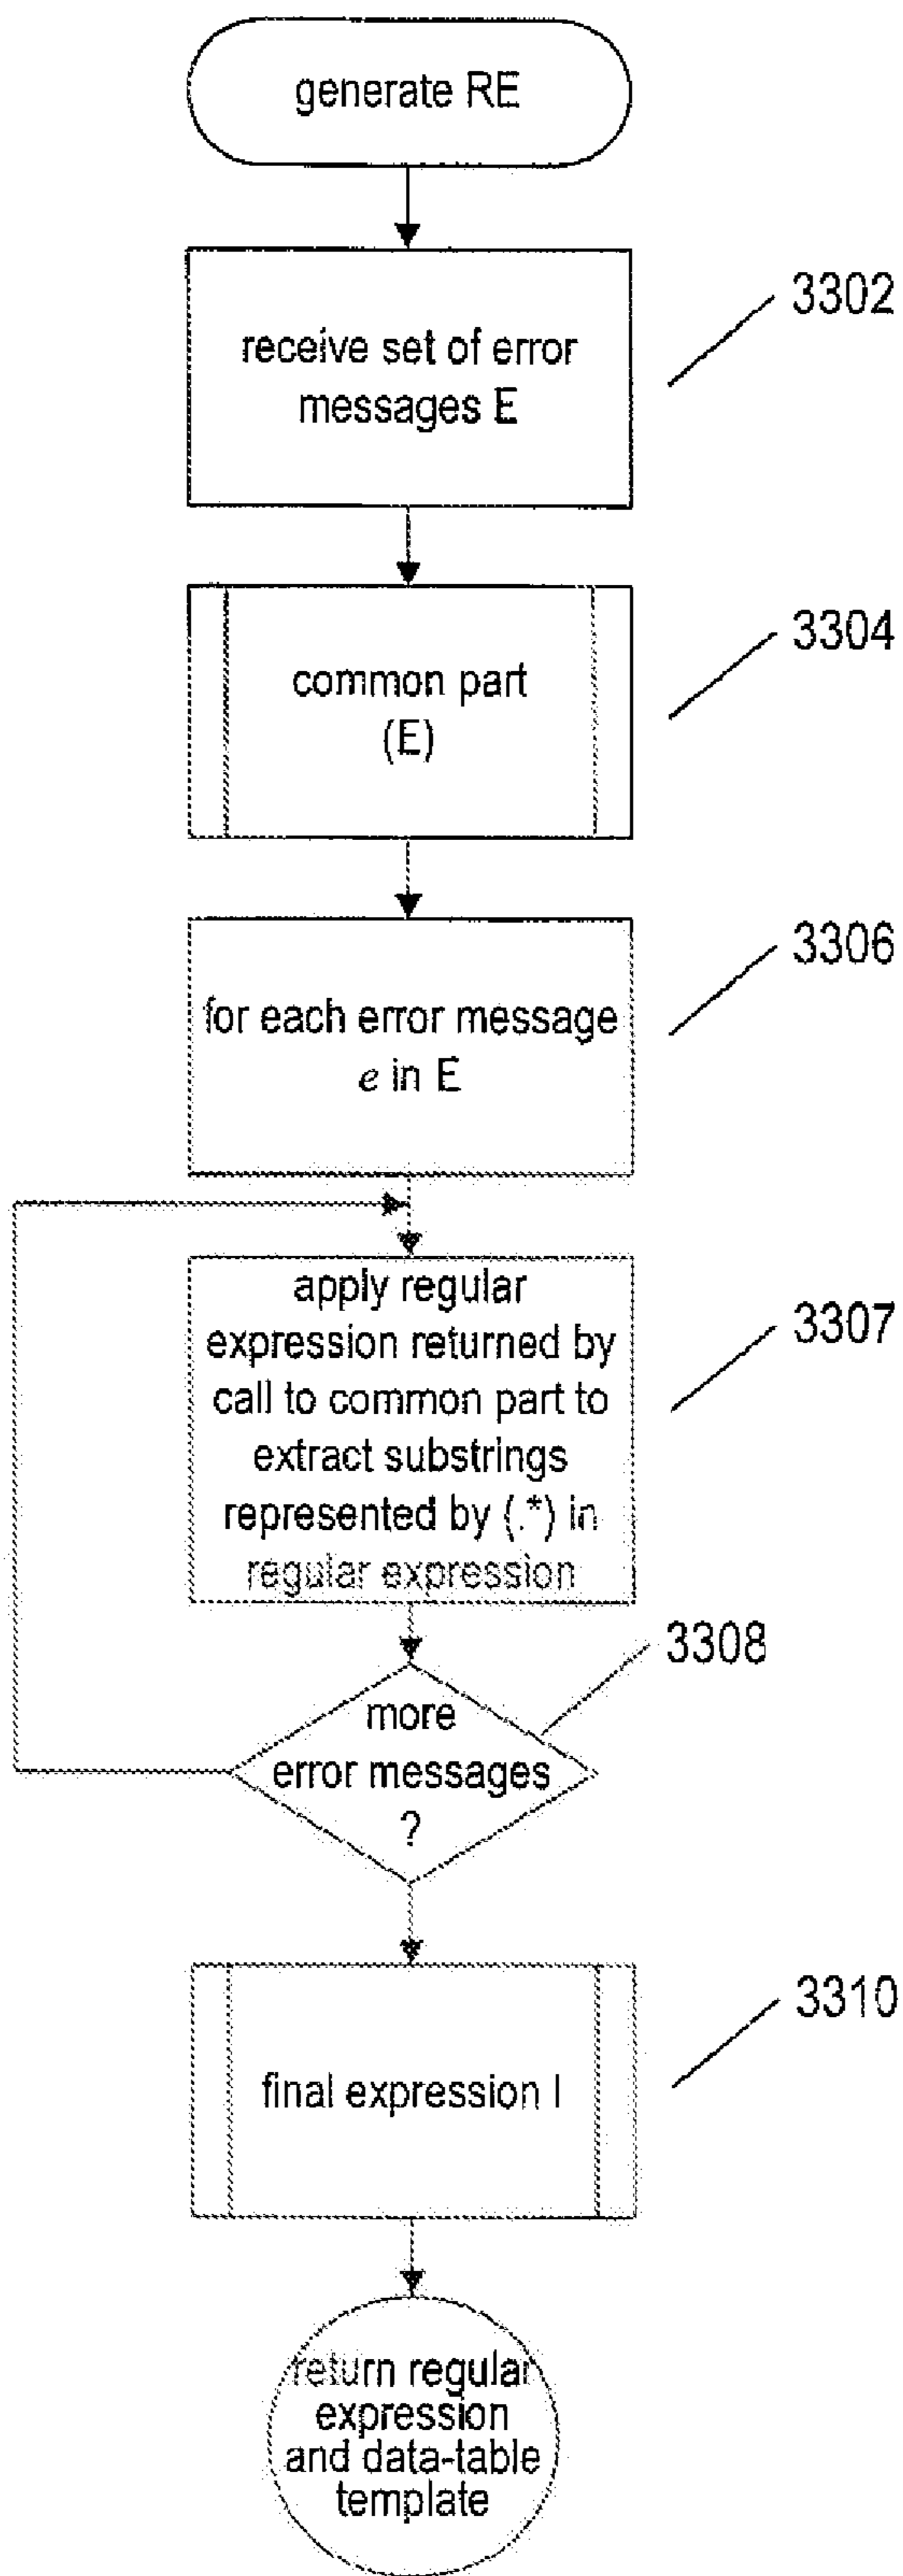 generate RE
receive set of error
messages E
3302
common part
(E)
3304
for each error message
e in E
3306
apply regular
expression returned by
call to common part to
extract substrings
represented by (.*) in
regular expression
3307
more
error messages
?
3308
final expression I
3310
return regular
expression
and data-table
template